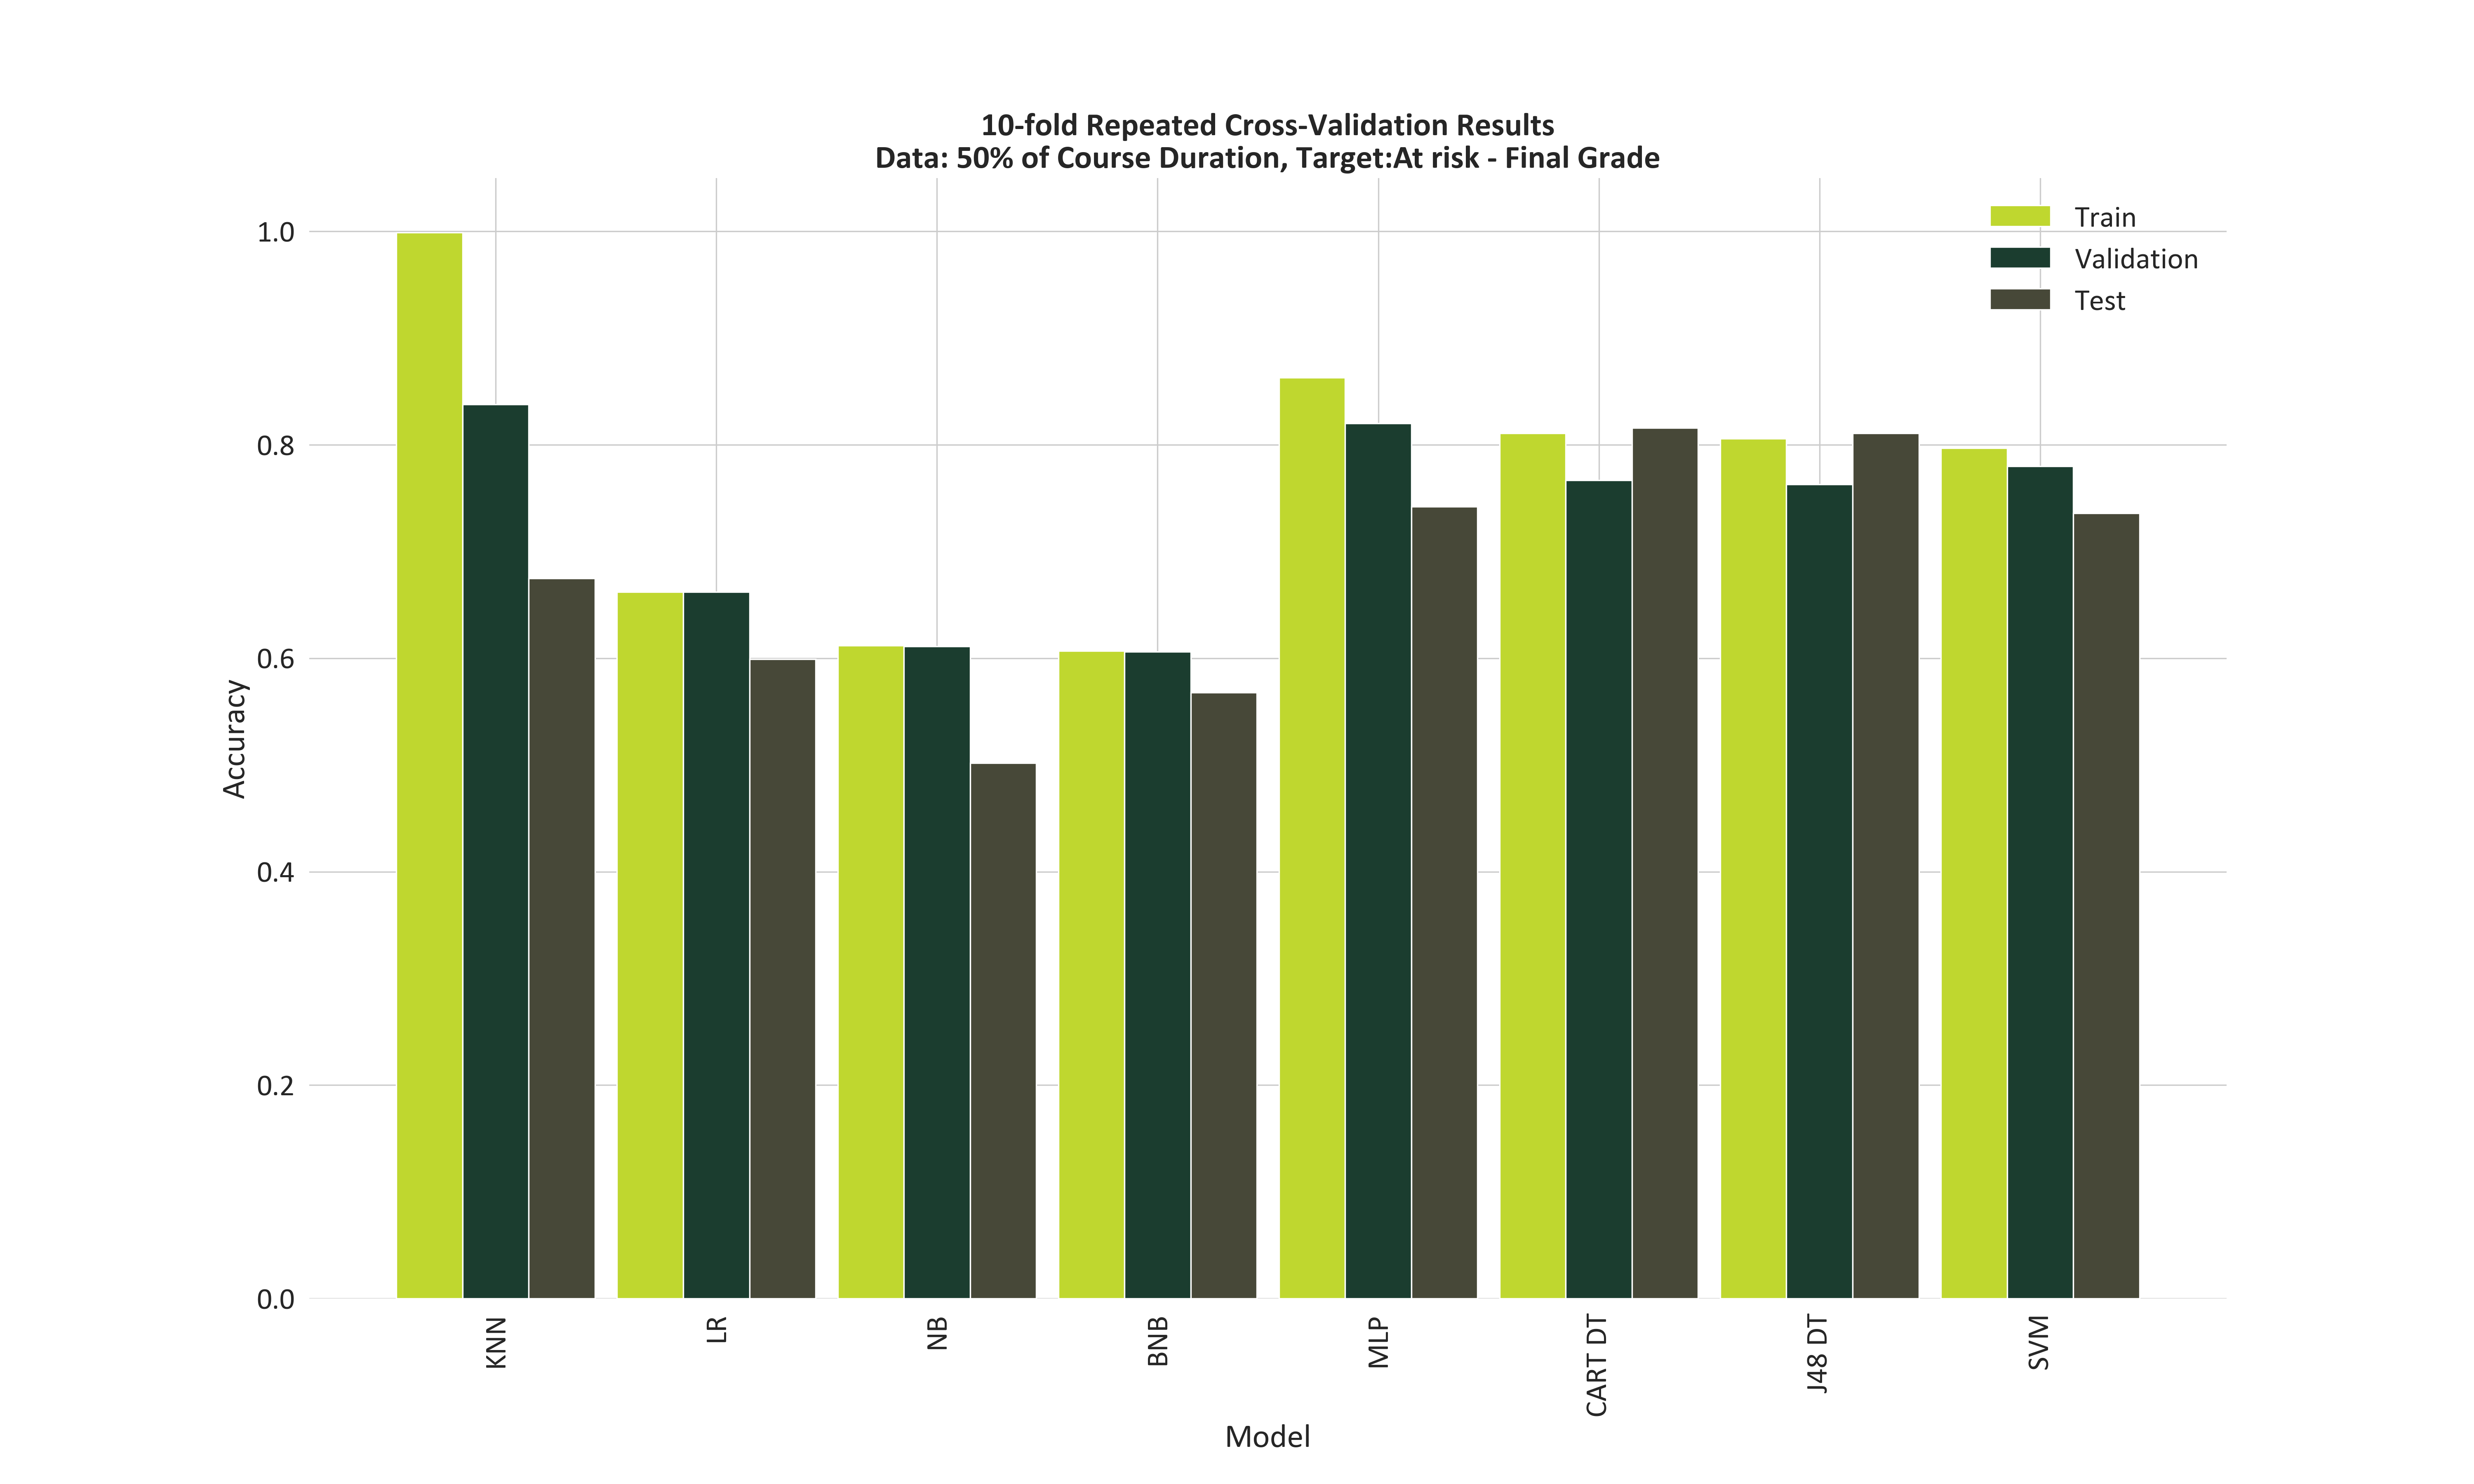 10-fold Repeated Cross-Validation Results
Data: 50% of Course Duration, Target:At risk - Final Grade
Train
Validation
Test
Accuracy
1.0
0.8
0.6
0.4
0.2
0.0
KNN
LR
NB
BNB
MLP
CART DT
J48 DT
SVM
Model